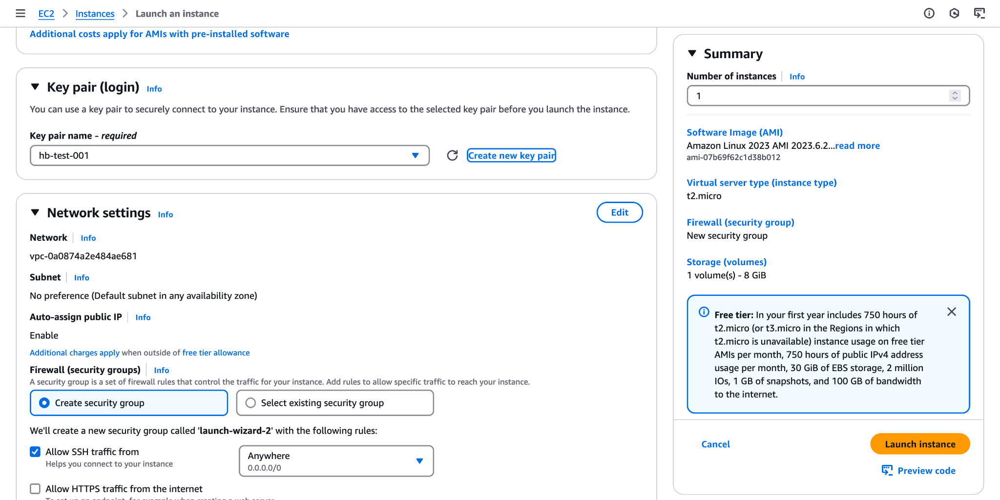 EC2 > Instances > Launch an instance
Additional costs apply for AMIs with pre-installed software
Key pair (login) Info
You can use a key pair to securely connect to your instance. Ensure that you have access to the selected key pair before you launch the instance.
Key pair name - required
hb-test-001
Create new key pair
Network settings Info
Edit
Network Info
vpc-0a0874a2e484ae681
Subnet Info
No preference (Default subnet in any availability zone)
Auto-assign public IP Info
Enable
Additional charges apply when outside of free tier allowance
Firewall (security groups) Info
A security group is a set of firewall rules that control the traffic for your instance. Add rules to allow specific traffic to reach your instance.
Create security group
Select existing security group
We'll create a new security group called 'launch-wizard-2' with the following rules:
Allow SSH traffic from
Helps you connect to your instance
Anywhere
0.0.0.0/0
Allow HTTPS traffic from the internet
To set up an endpoint, for example when creating a web server
Summary
Number of instances Info
1
Software Image (AMI)
Amazon Linux 2023 AMI 2023.6.2...read more
ami-07b69f62c1d38b012
Virtual server type (instance type)
t2.micro
Firewall (security group)
New security group
Storage (volumes)
1 volume(s) - 8 GiB
Free tier: In your first year includes 750 hours of
t2.micro (or t3.micro in the Regions in which
t2.micro is unavailable) instance usage on free tier
AMIs per month, 750 hours of public IPv4 address
usage per month, 30 GiB of EBS storage, 2 million
IOs, 1 GB of snapshots, and 100 GB of bandwidth
to the internet.
Cancel
Launch instance
Preview code